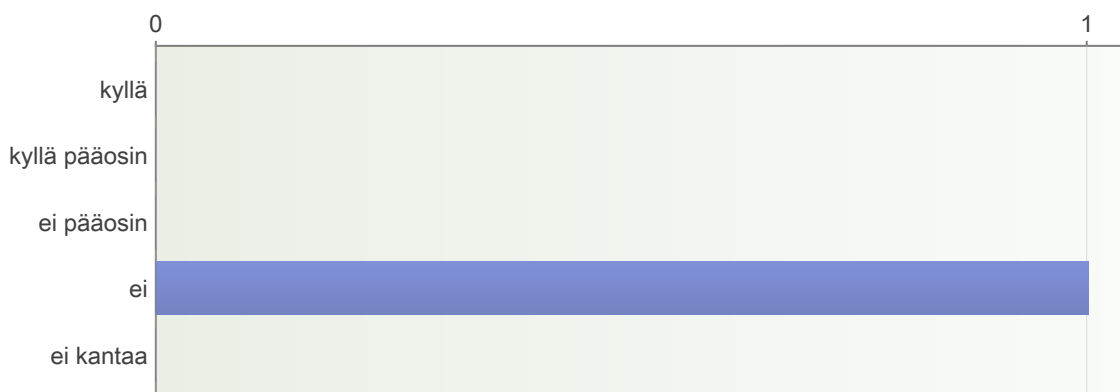 0 1
kyllä
kyllä pääosin
ei pääosin
ei
ei kantaa